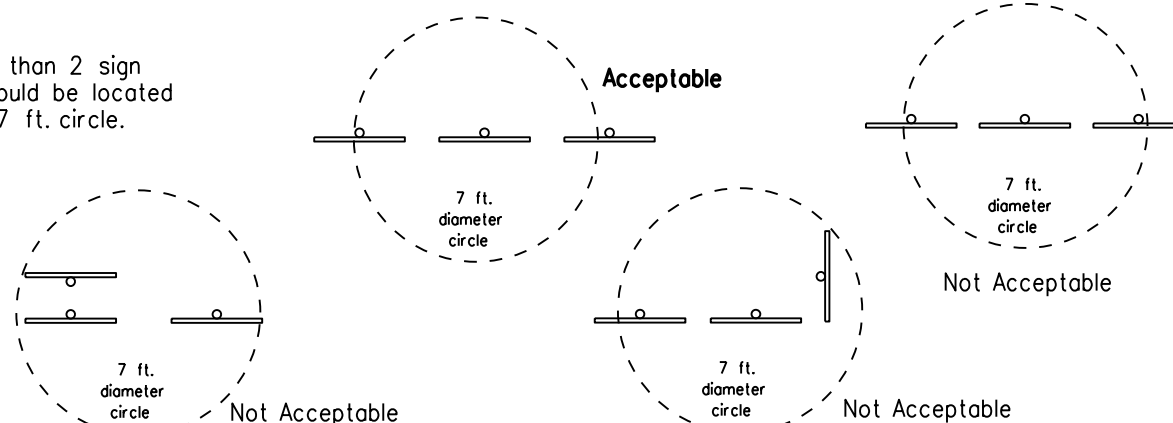 than 2 sign
ould be located
7 ft. circle.
Acceptable
7 ft.
diameter
circle
7 ft.
diameter
circle
Not Acceptable
7 ft.
diameter
circle
Not Acceptable
7 ft.
diameter
circle
Not Acceptable